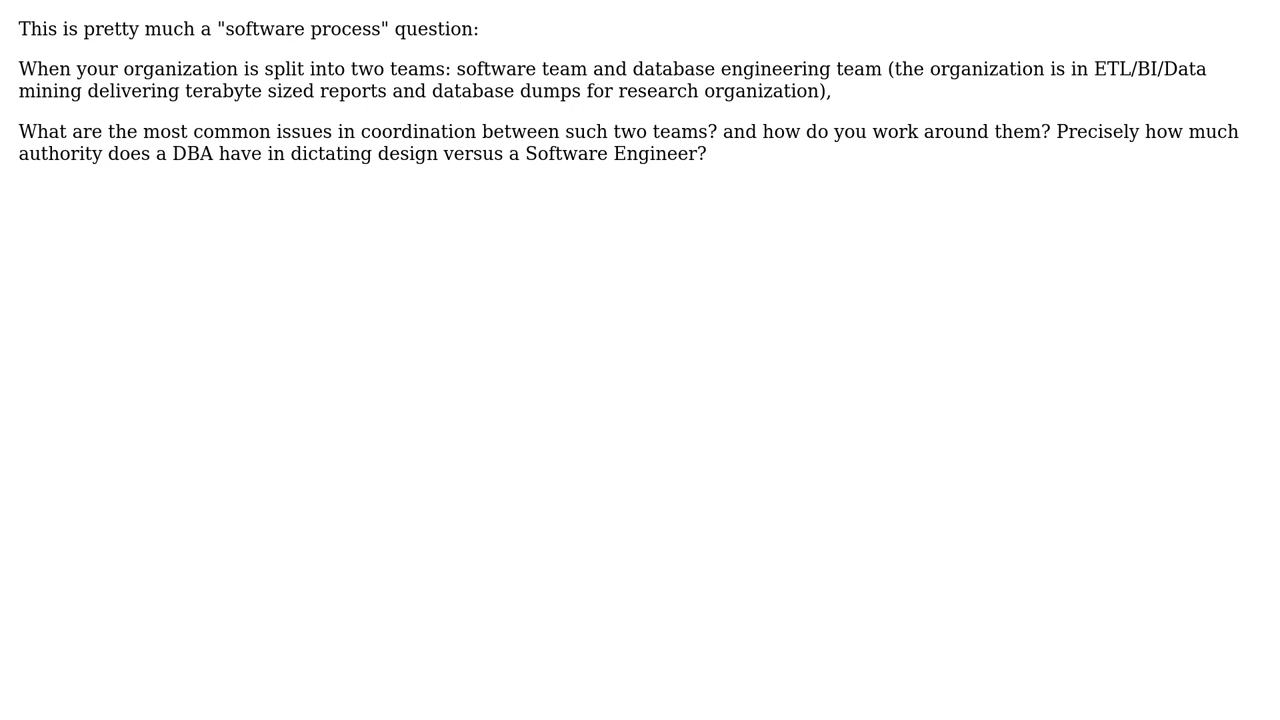 This is pretty much a "software process" question:
When your organization is split into two teams: software team and database engineering team (the organization is in ETL/BI/Data
mining delivering terabyte sized reports and database dumps for research organization),
What are the most common issues in coordination between such two teams? and how do you work around them? Precisely how much
authority does a DBA have in dictating design versus a Software Engineer?